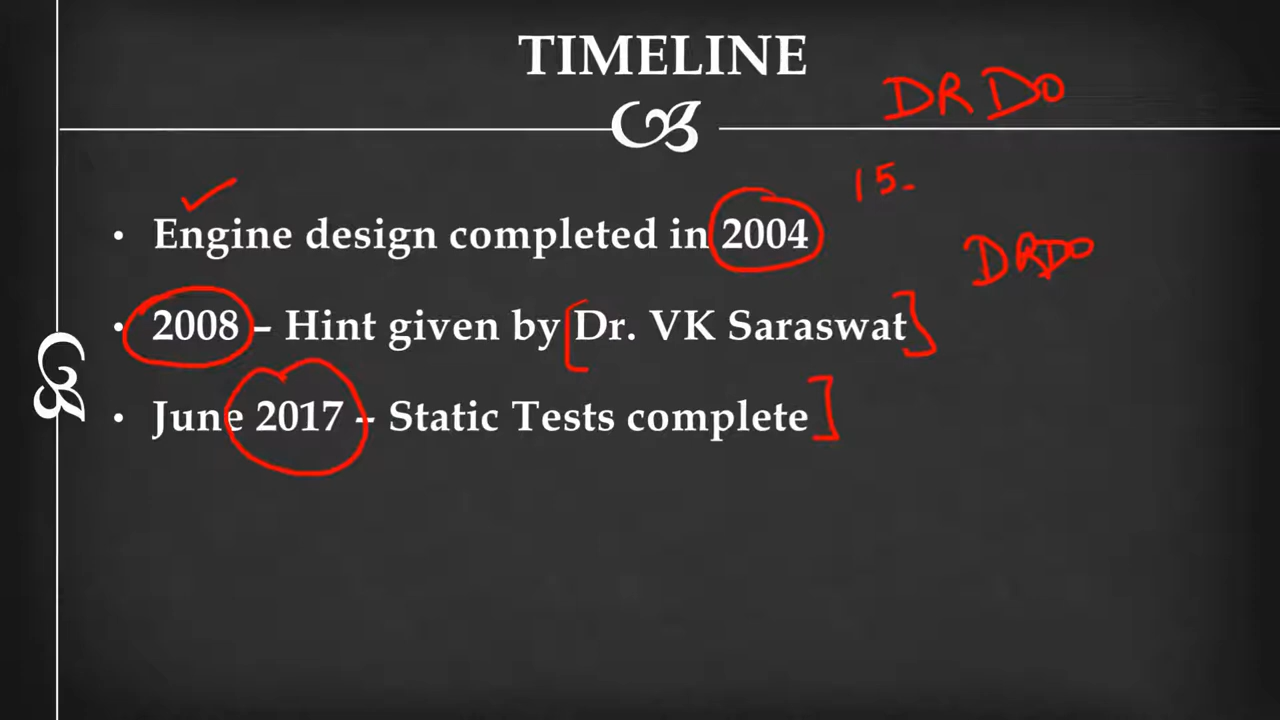 TIMELINE
DRDO
15.
• Engine design completed in 2004
DRDO
• 2008 – Hint given by Dr. VK Saraswat
• June 2017 – Static Tests complete